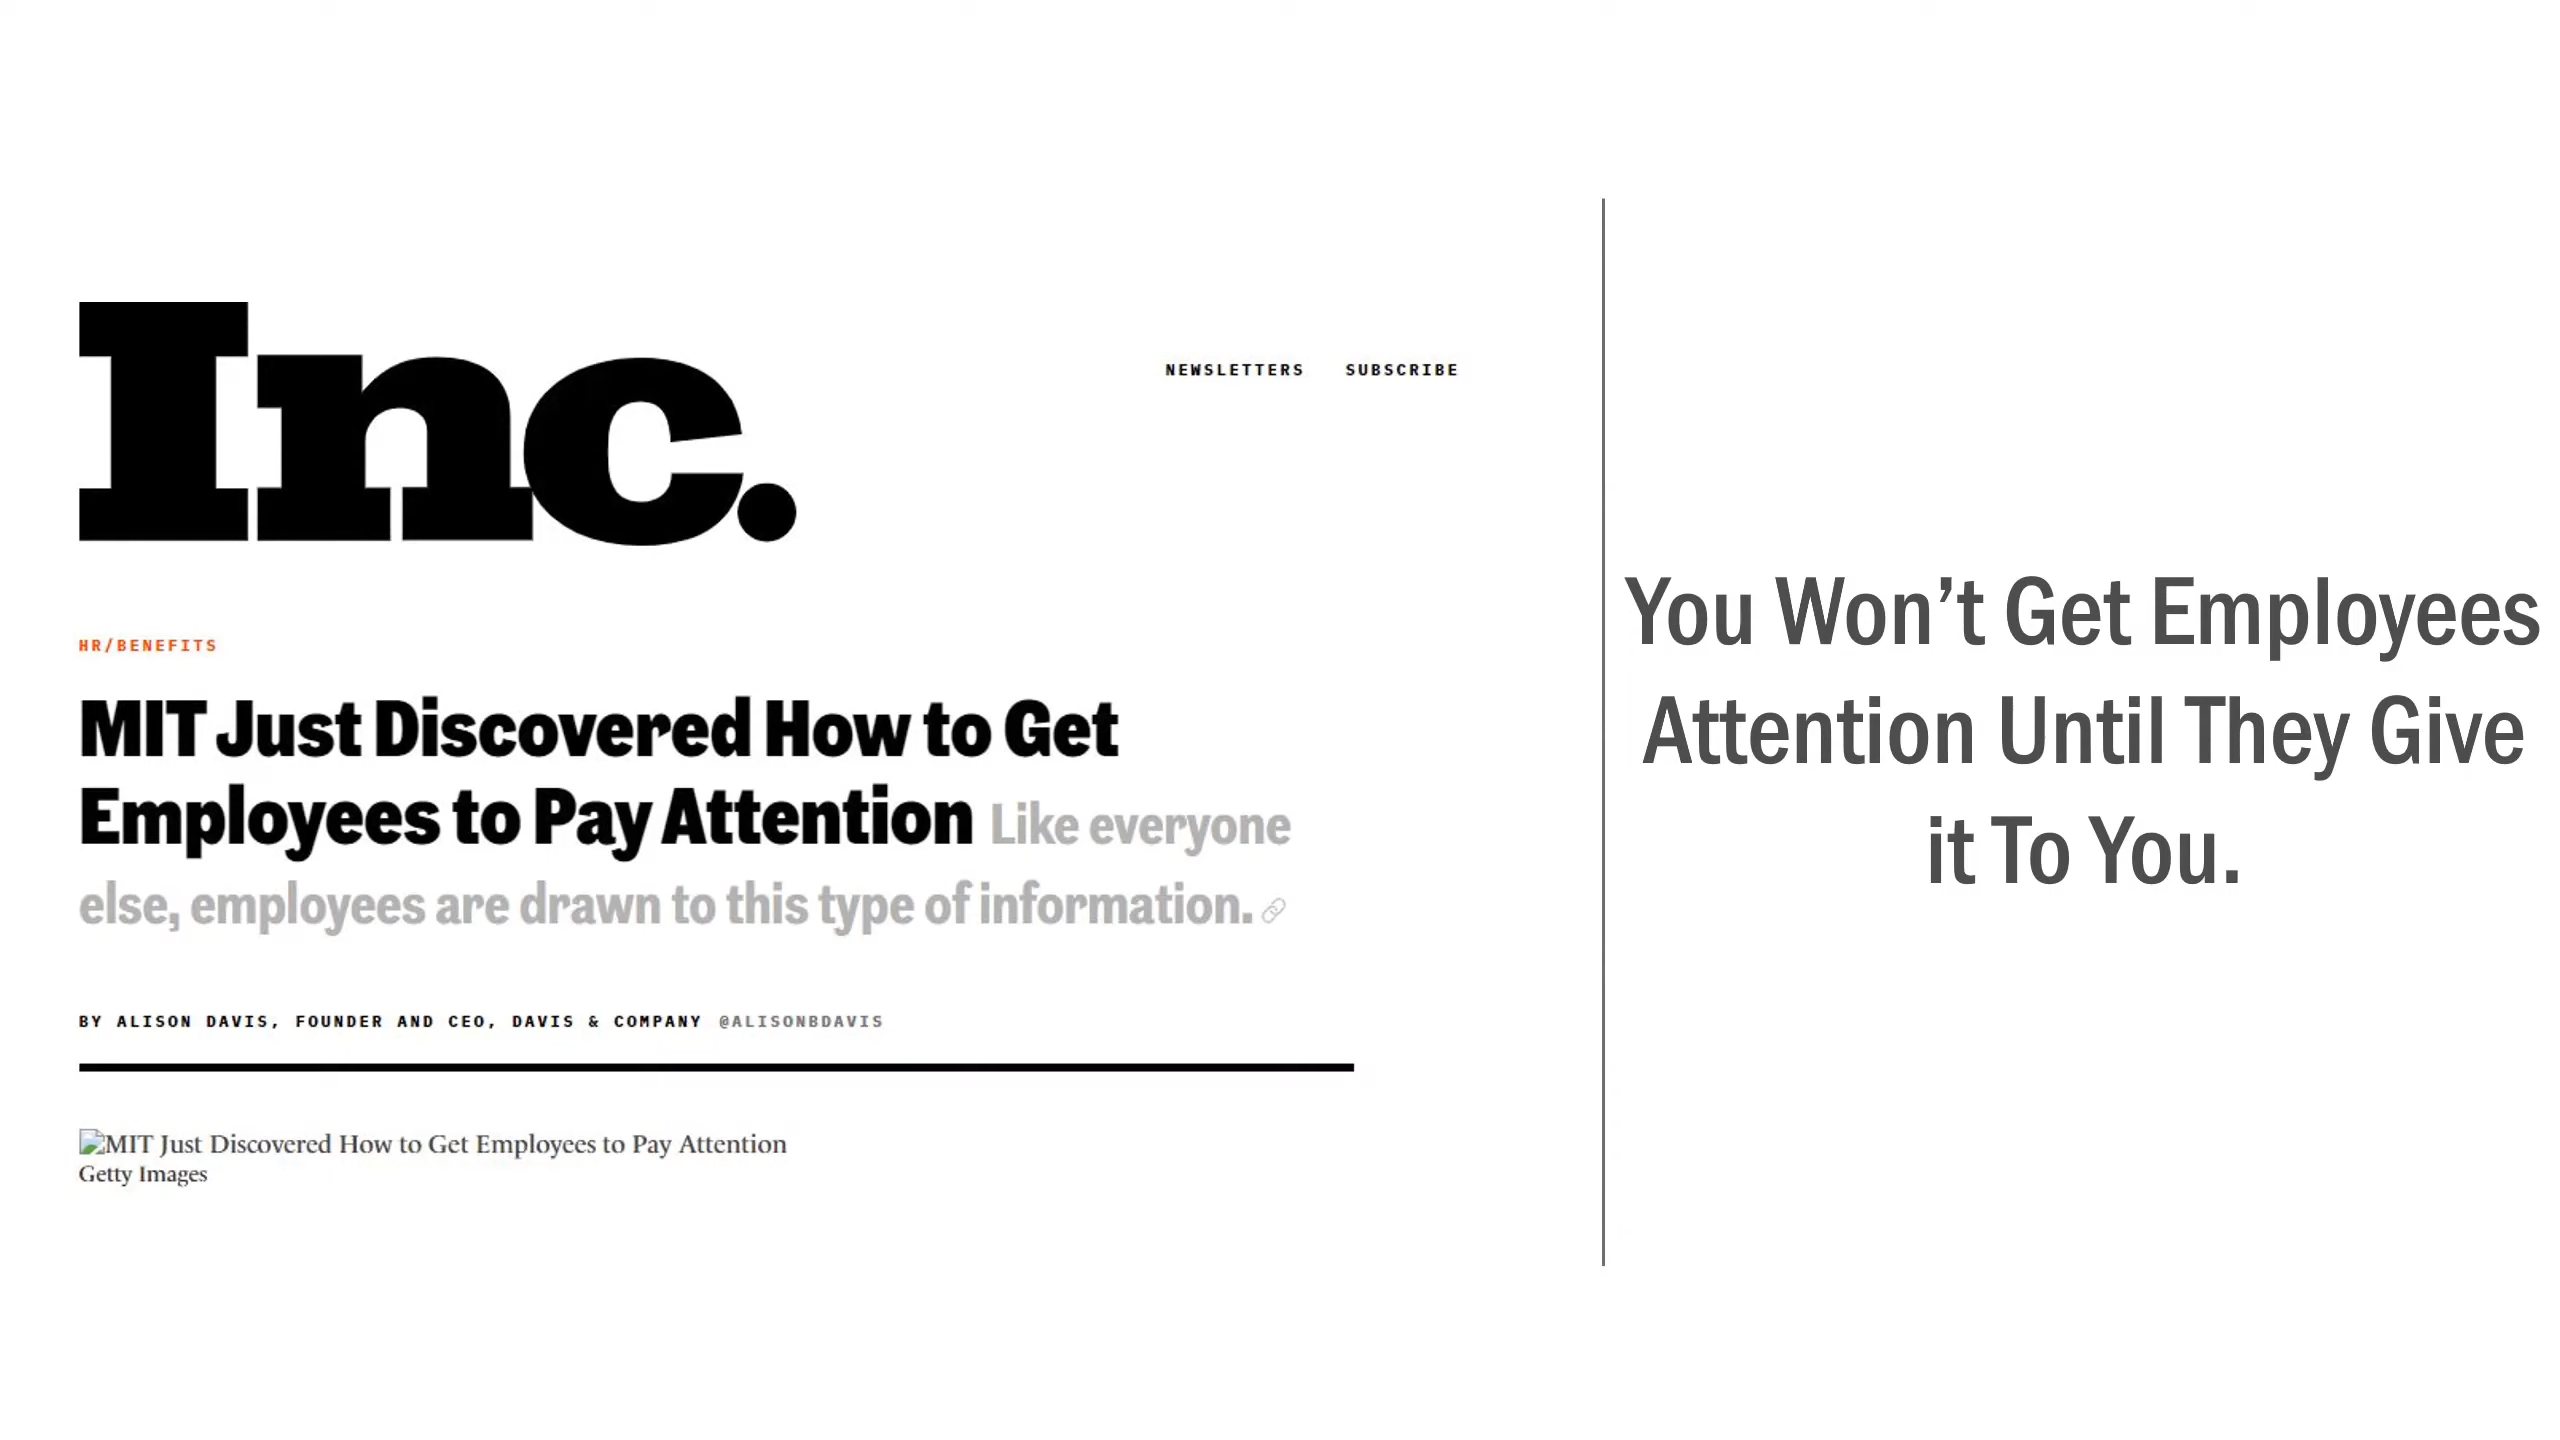 Inc.
NEWSLETTERS SUBSCRIBE
HR/BENEFITS
MIT Just Discovered How to Get
Employees to Pay Attention Like everyone
else, employees are drawn to this type of information.
BY ALISON DAVIS, FOUNDER AND CEO, DAVIS & COMPANY @ALISONBDAVIS
MIT Just Discovered How to Get Employees to Pay Attention
Getty Images
You Won’t Get Employees
Attention Until They Give
it To You.